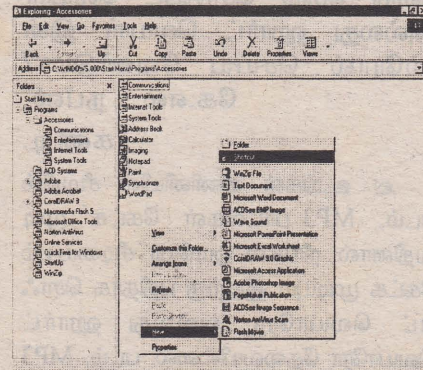 Exploring - Accessories
File Edit View Go Favorites Tools Help
Back Up Cut Copy Paste Undo Delete Properties Views
Address C:\WINDOWS.000\Start Menu\Programs\Accessories
Folders
Start Menu
Programs
Accessories
Communications
Entertainment
Internet Tools
System Tools
ACD Systems
Adobe
Adobe Acrobat
CorelDRAW 9
Macromedia Flash 5
Microsoft Office Tools
Norton AntiVirus
Online Services
QuickTime for Windows
StartUp
WinZip
Communications
Entertainment
Internet Tools
System Tools
Address Book
Calculator
Imaging
Notepad
Paint
Synchronize
WordPad
View
Customize this Folder...
Arrange Icons
Refresh
Paste
Paste Shortcut
New
Properties
Folder
Shortcut
WinZip File
Text Document
Microsoft Word Document
ACDSee BMP Image
Wave Sound
Microsoft PowerPoint Presentation
Microsoft Excel Worksheet
CorelDRAW 9.0 Graphic
Microsoft Access Application
Adobe Photoshop Image
PageMaker Publication
ACDSee Image Sequence
Norton AntiVirus Scan
Flash Movie